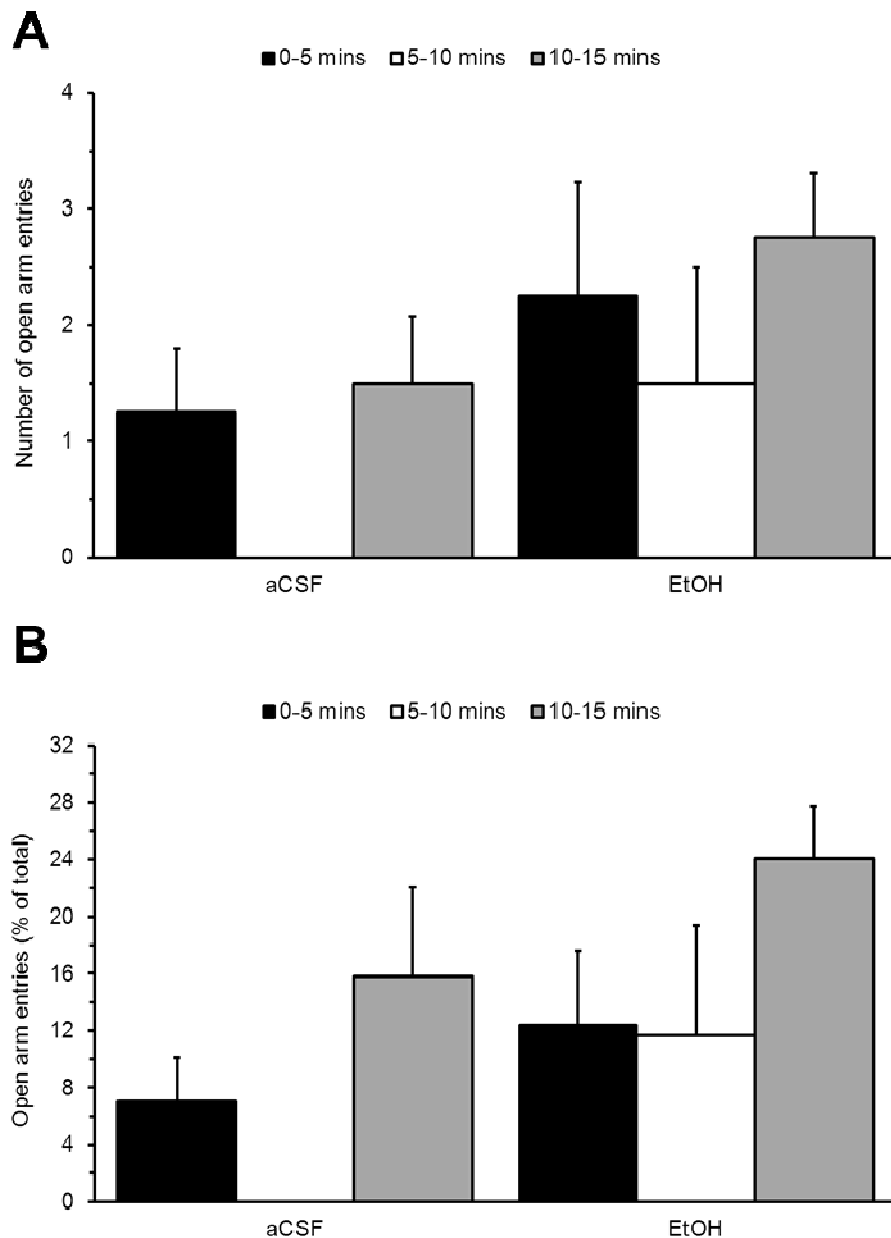 A
0-5 mins 5-10 mins 10-15 mins
4
3
2
1
0
Number of open arm entries
aCSF EtOH
B
0-5 mins 5-10 mins 10-15 mins
32
28
24
20
16
12
8
4
0
Open arm entries (% of total)
aCSF EtOH